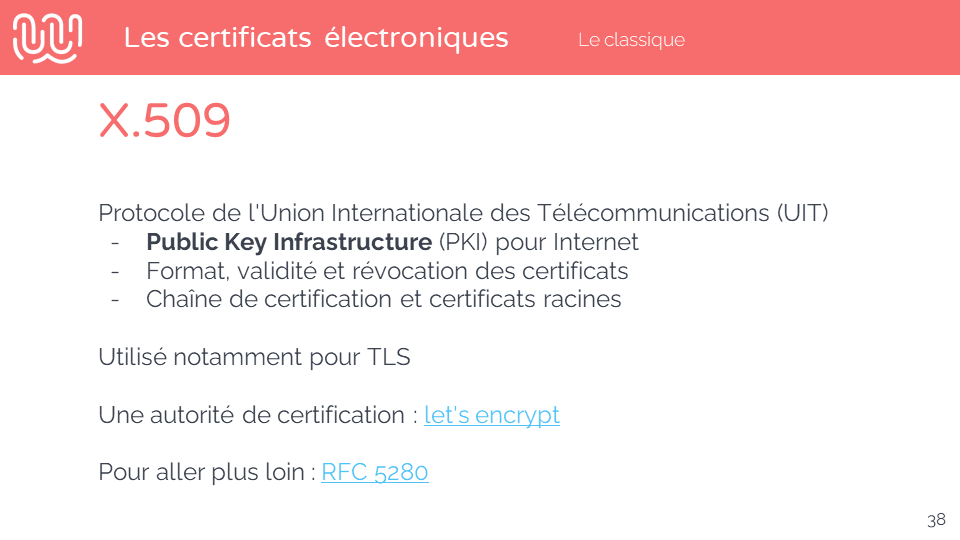 Les certificats électroniques
Le classique
X.509
Protocole de l'Union Internationale des Télécommunications (UIT)
- Public Key Infrastructure (PKI) pour Internet
- Format, validité et révocation des certificats
- Chaîne de certification et certificats racines
Utilisé notamment pour TLS
Une autorité de certification : let's encrypt
Pour aller plus loin : RFC 5280
38